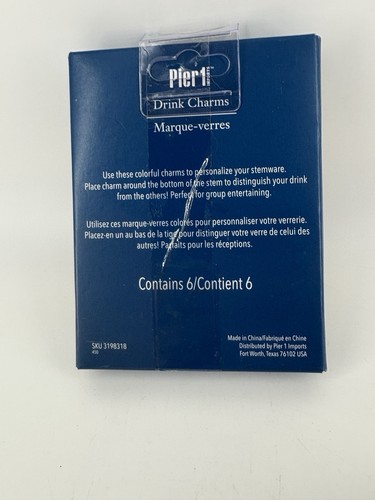 Pier 1 imports
Drink Charms
Marque-verres
Use these colorful charms to personalize your stemware.
Place charm around the bottom of the stem to distinguish your drink
from the others! Perfect for group entertaining.
Utilisez ces marque-verres colorés pour personnaliser votre verrerie.
Placez-en un au bas de la tige pour distinguer votre verre de celui des
autres! Parfaits pour les réceptions.
Contains 6/Contient 6
SKU 3198318
Made in China/Fabriqué en Chine
Distributed by Pier 1 Imports
Fort Worth, Texas 76102 USA